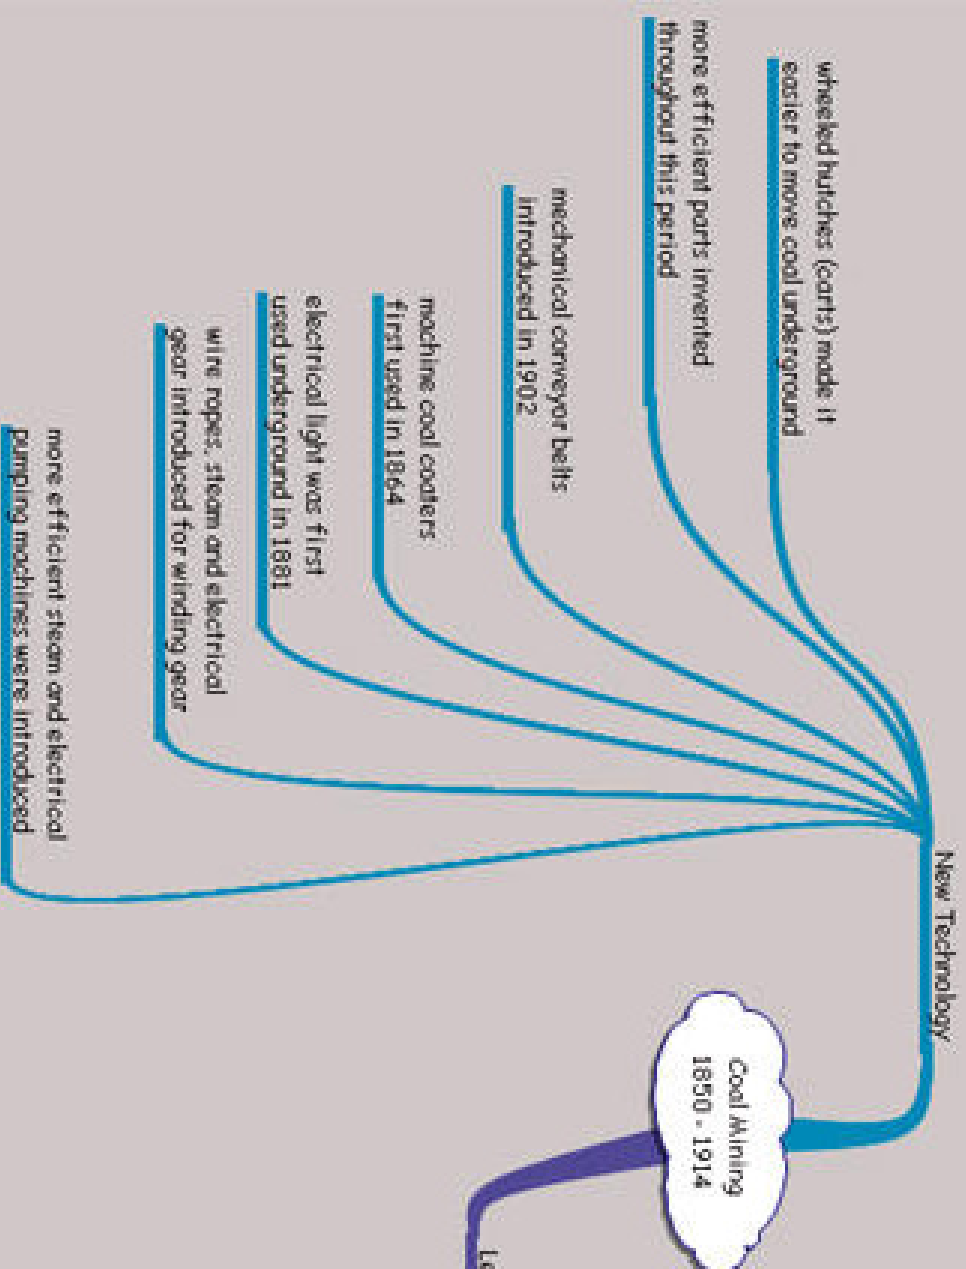 New Technology
wheeled hutches (carts) made it
easier to move coal underground
more efficient parts invented
throughout this period
mechanical conveyor belts
introduced in 1902
machine coal coaters
first used in 1864
electrical light was first
used underground in 1881
wire ropes, steam and electrical
gear introduced for winding gear
more efficient steam and electrical
pumping machines were introduced
Coal Mining
1850 - 1914